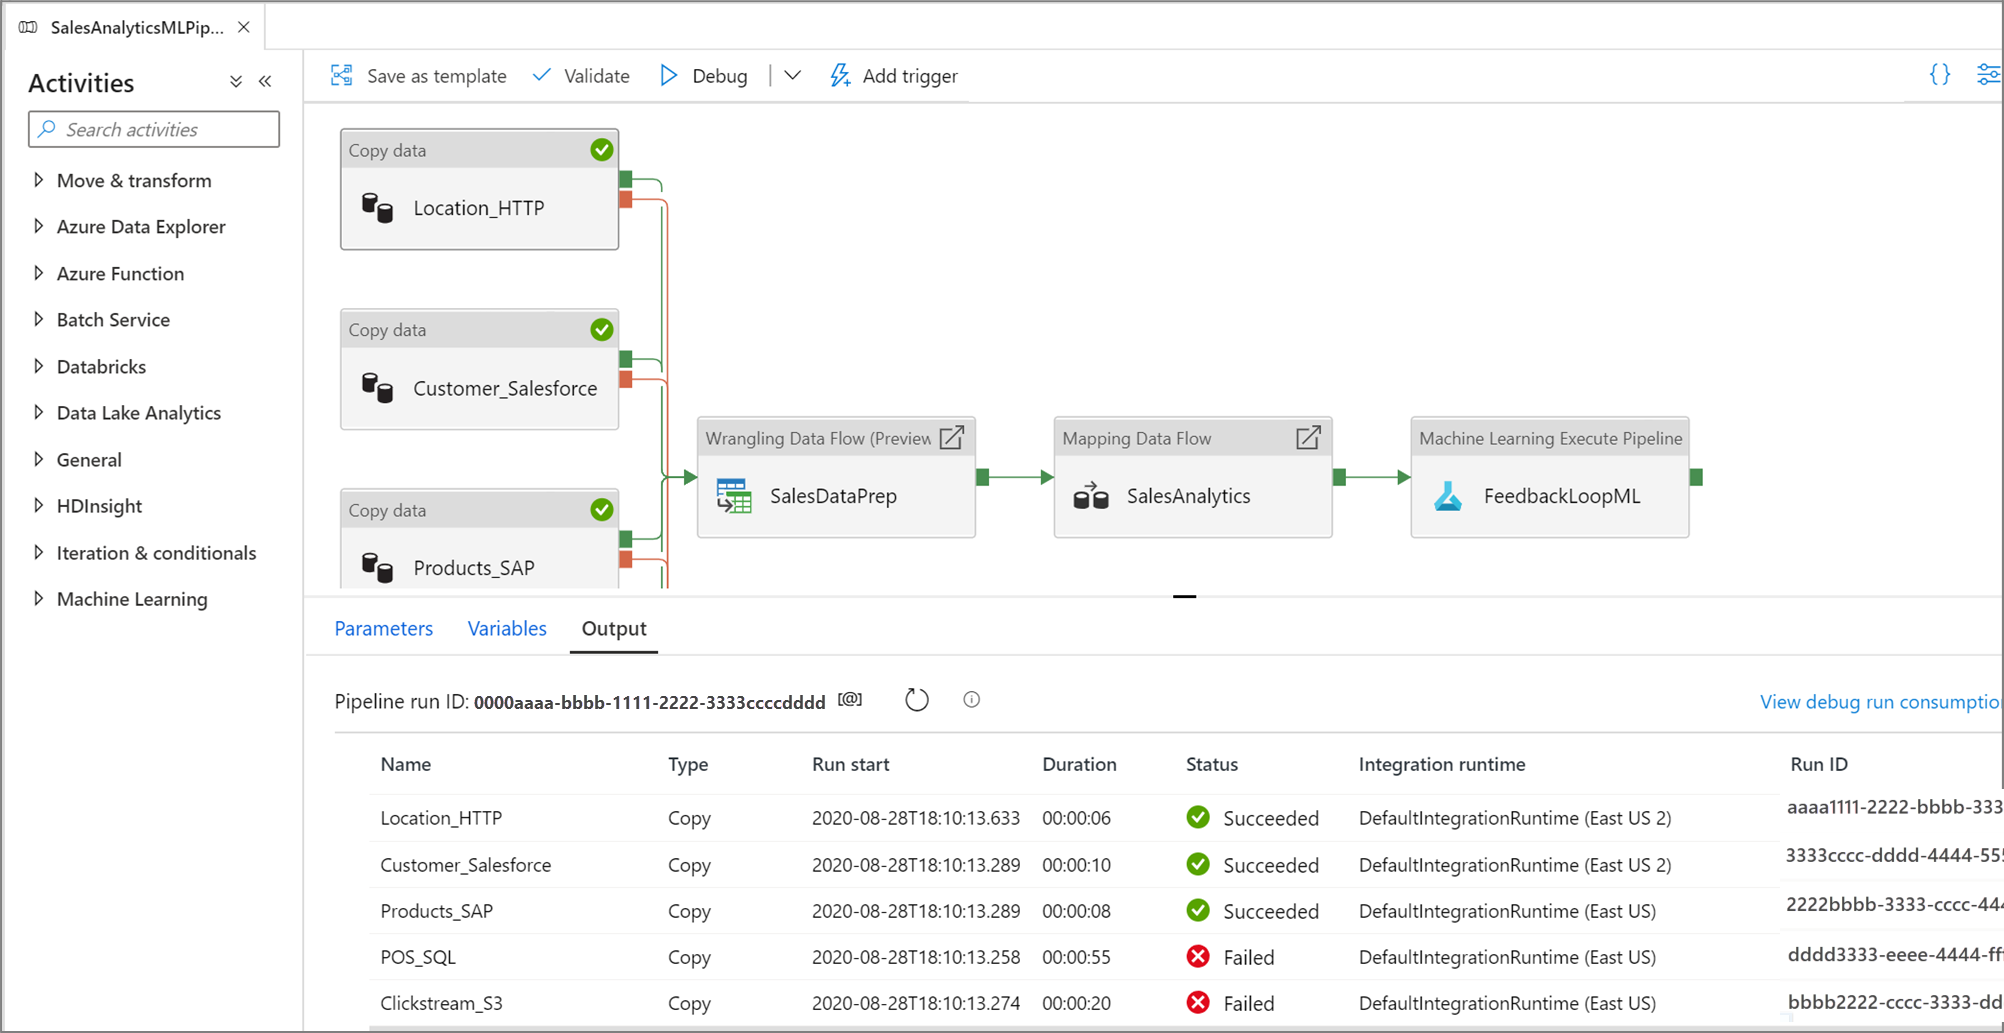 SalesAnalyticsMLPip...
Activities
Search activities
Move & transform
Azure Data Explorer
Azure Function
Batch Service
Databricks
Data Lake Analytics
General
HDInsight
Iteration & conditionals
Machine Learning
Save as template Validate Debug Add trigger
Copy data
Location_HTTP
Copy data
Customer_Salesforce
Copy data
Products_SAP
Wrangling Data Flow (Preview
SalesDataPrep
Mapping Data Flow
SalesAnalytics
Machine Learning Execute Pipeline
FeedbackLoopML
Parameters Variables Output
Pipeline run ID: 0000aaaa-bbbb-1111-2222-3333ccccdddd [@] View debug run consumptio
Name Type Run start Duration Status Integration runtime Run ID
Location_HTTP Copy 2020-08-28T18:10:13.633 00:00:06 Succeeded DefaultIntegrationRuntime (East US 2) aaaa1111-2222-bbbb-333
Customer_Salesforce Copy 2020-08-28T18:10:13.289 00:00:10 Succeeded DefaultIntegrationRuntime (East US 2) 3333cccc-dddd-4444-555
Products_SAP Copy 2020-08-28T18:10:13.289 00:00:08 Succeeded DefaultIntegrationRuntime (East US) 2222bbbb-3333-cccc-444
POS_SQL Copy 2020-08-28T18:10:13.258 00:00:55 Failed DefaultIntegrationRuntime (East US) dddd3333-eeee-4444-fff
Clickstream_S3 Copy 2020-08-28T18:10:13.274 00:00:20 Failed DefaultIntegrationRuntime (East US) bbbb2222-cccc-3333-dd